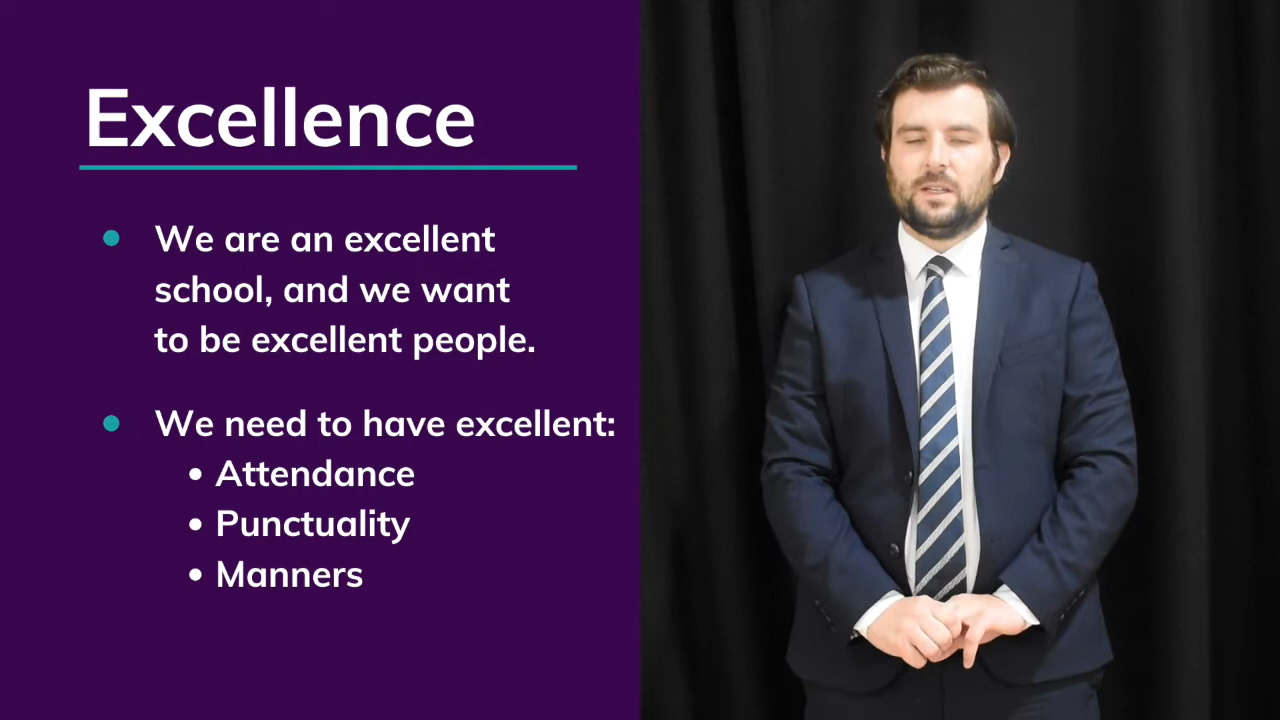 Excellence
We are an excellent
school, and we want
to be excellent people.
We need to have excellent:
Attendance
Punctuality
Manners